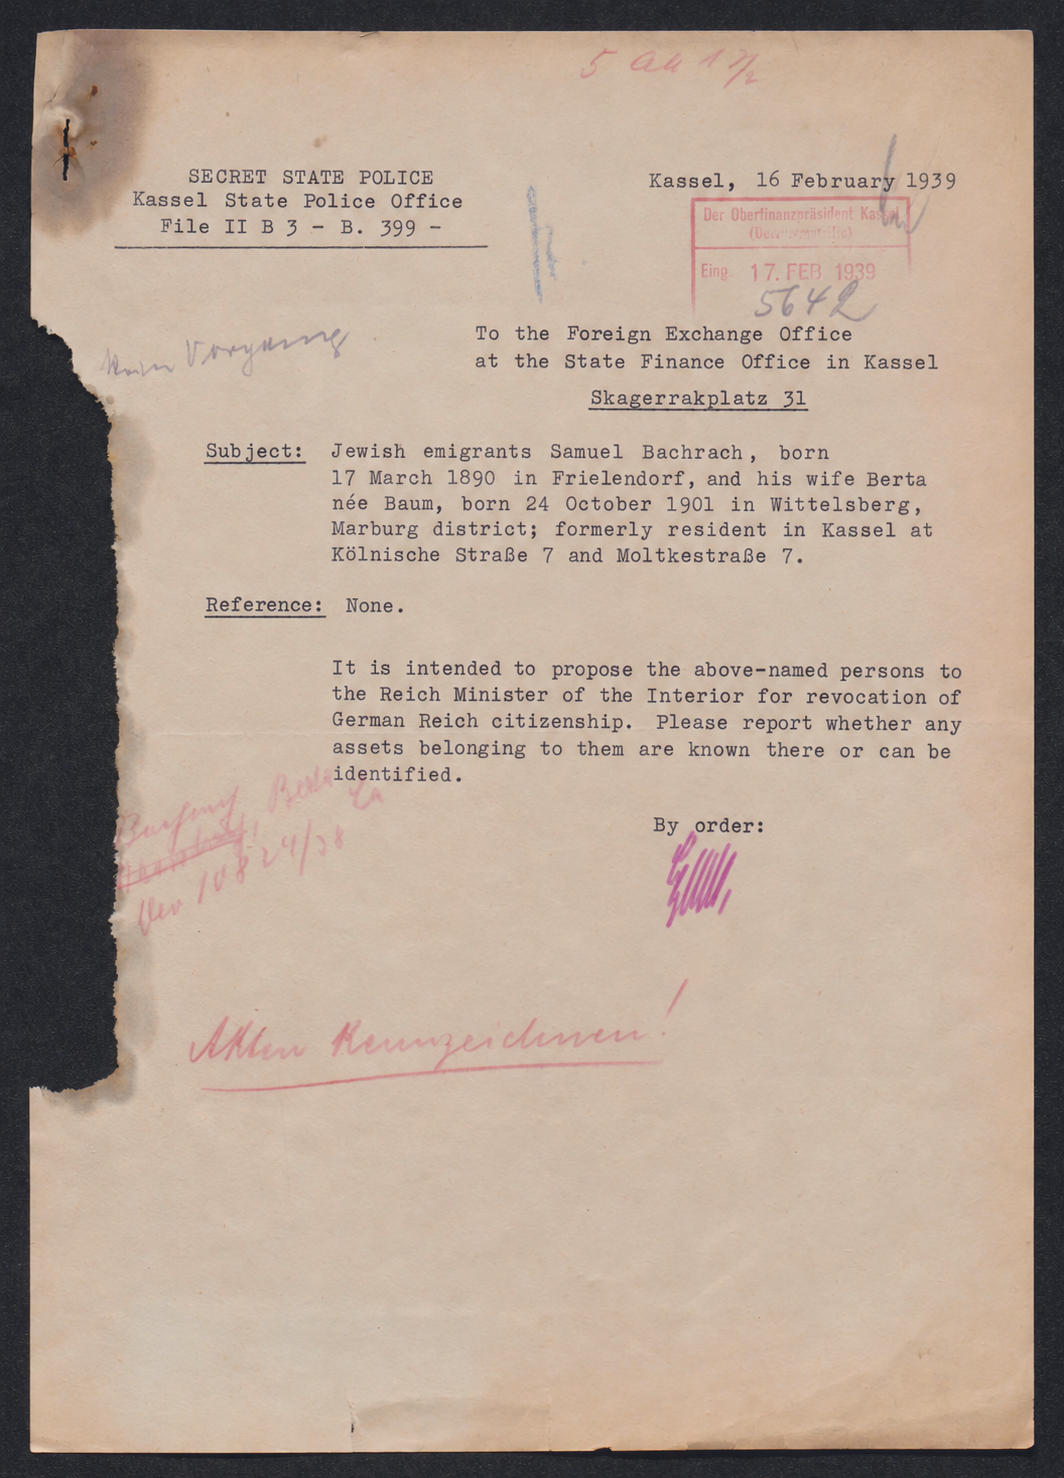 SECRET STATE POLICE
Kassel State Police Office
File II B 3 - B. 399 -
Kassel, 16 February 1939
Der Oberfinanzpräsident Kassel
Eing. 17. FEB 1939
5642
kein Vorgang
To the Foreign Exchange Office
at the State Finance Office in Kassel
Skagerrakplatz 31
Subject: Jewish emigrants Samuel Bachrach, born
17 March 1890 in Frielendorf, and his wife Berta
née Baum, born 24 October 1901 in Wittelsberg,
Marburg district; formerly resident in Kassel at
Kölnische Straße 7 and Moltkestraße 7.
Reference: None.
It is intended to propose the above-named persons to
the Reich Minister of the Interior for revocation of
German Reich citizenship. Please report whether any
assets belonging to them are known there or can be
identified.
Berta
By order:
Akten kennzeichnen!